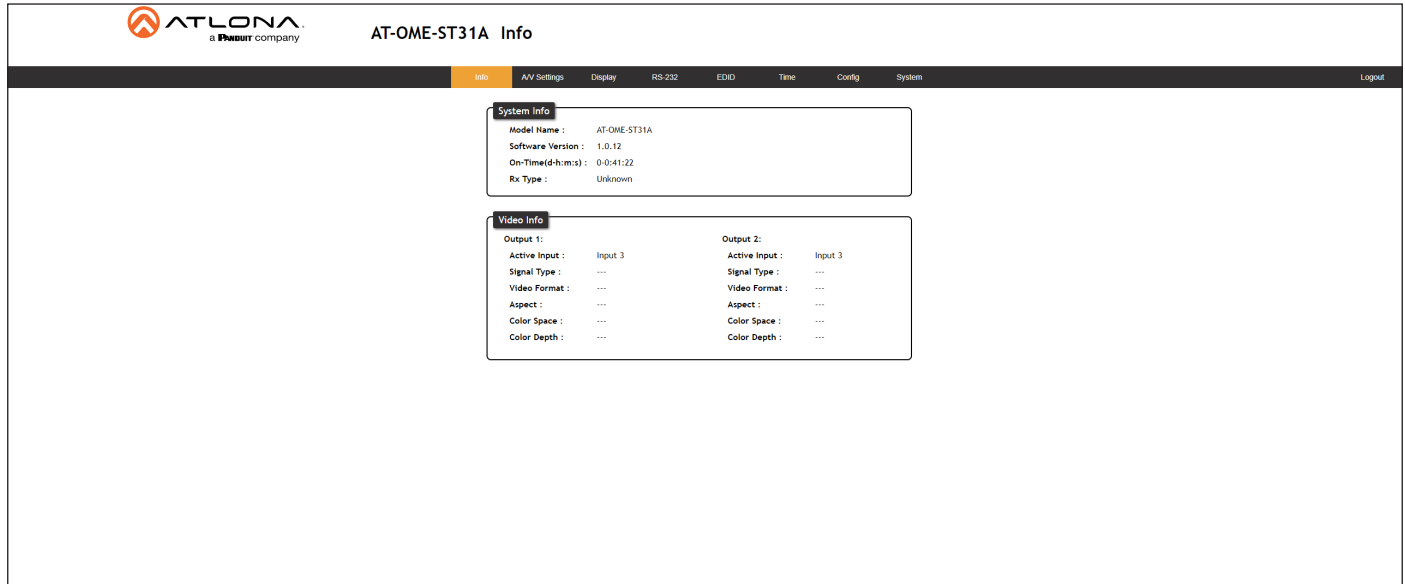 ATLONA.
a PANDUIT company
AT-OME-ST31A Info
Info A/V Settings Display RS-232 EDID Time Config System Logout
System Info
Model Name : AT-OME-ST31A
Software Version : 1.0.12
On-Time(d-h:m:s) : 0-0:41:22
Rx Type : Unknown
Video Info
Output 1: Output 2:
Active Input : Input 3 Active Input : Input 3
Signal Type : --- Signal Type : ---
Video Format : --- Video Format : ---
Aspect : --- Aspect : ---
Color Space : --- Color Space : ---
Color Depth : --- Color Depth : ---